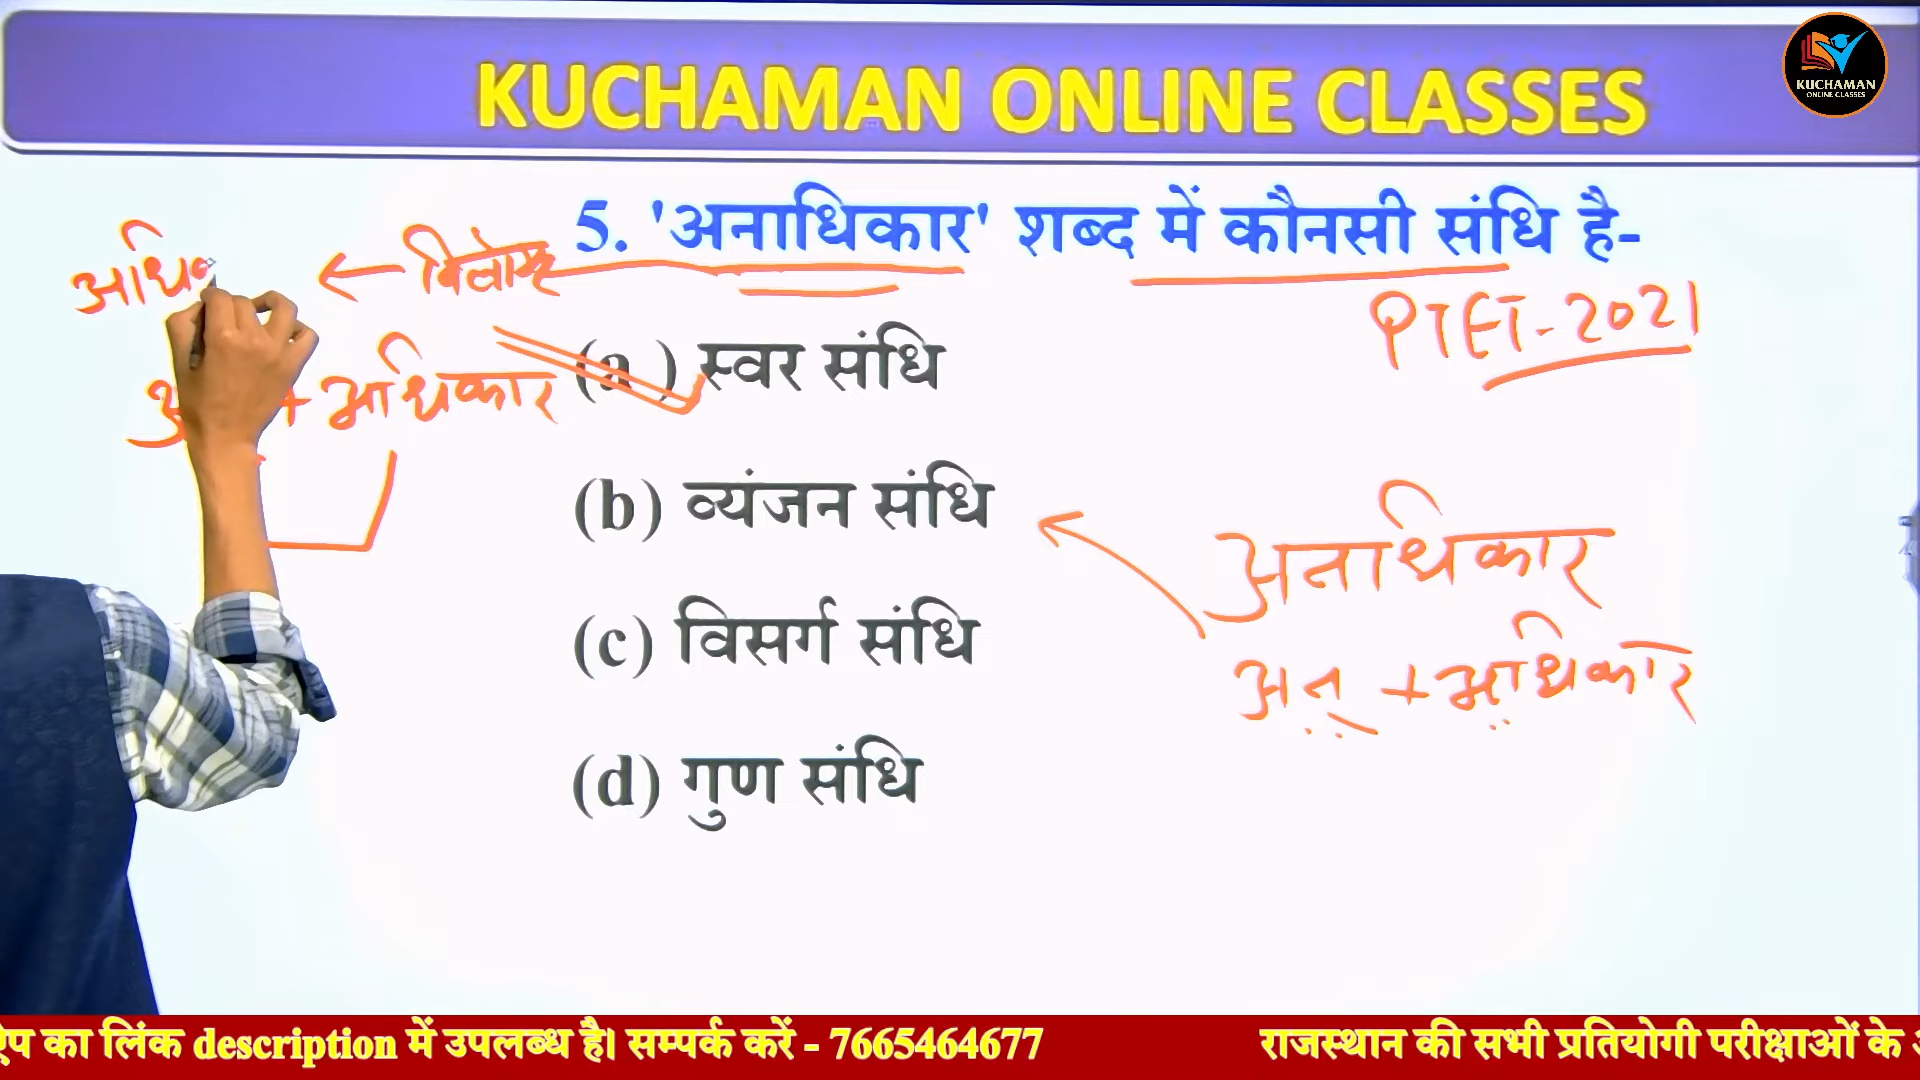 KUCHAMAN ONLINE CLASSES
KUCHAMAN
ONLINE CLASSES
5. 'अनाधिकार' शब्द में कौनसी संधि है-
विलोम
PTET-2021
+ अधिकार
(a) स्वर संधि
(b) व्यंजन संधि
अनाधिकार
(c) विसर्ग संधि
अन् + अधिकार
(d) गुण संधि
का लिंक description में उपलब्ध है। सम्पर्क करें - 7665464677
राजस्थान की सभी प्रतियोगी परीक्षाओं के